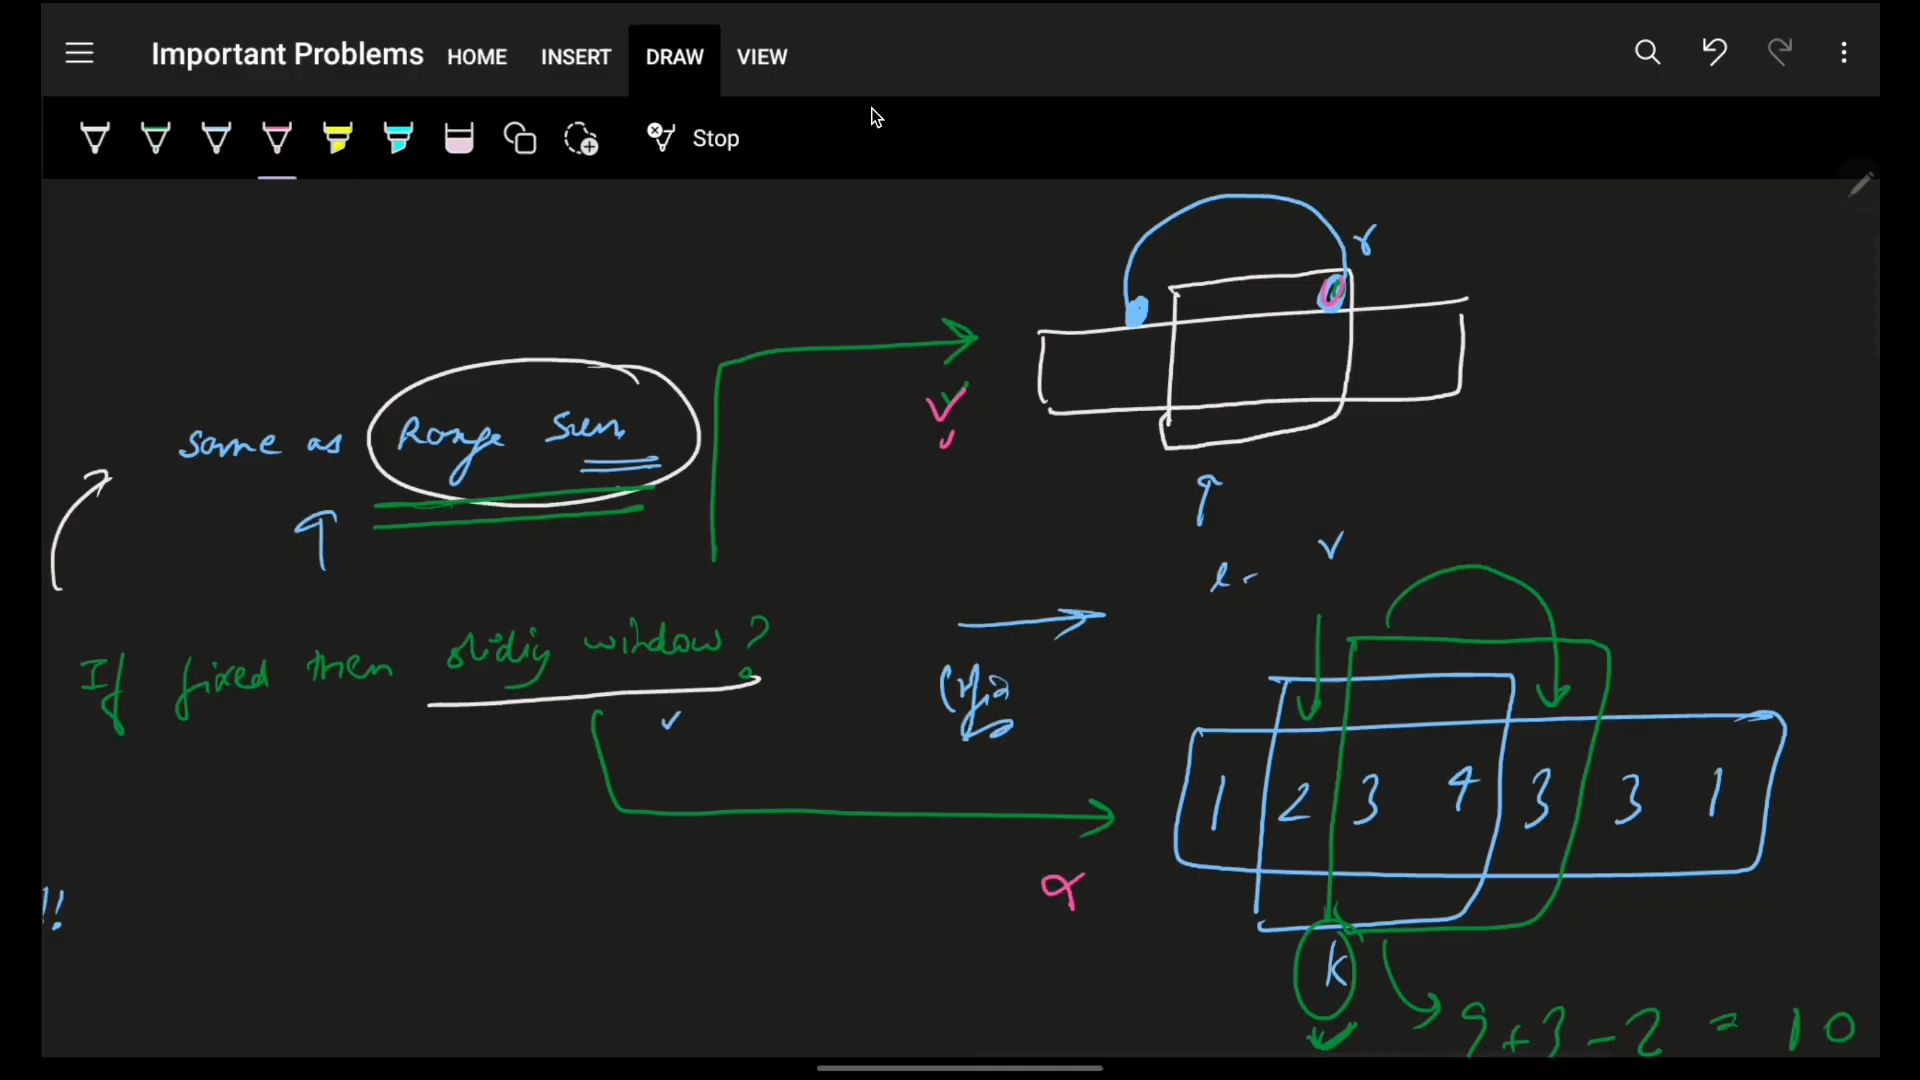 Important Problems HOME INSERT DRAW VIEW
Stop
r
same as Range Sum
l -
If fixed then sliding window?
1 2 3 4 3 3 1
!!
k
9 + 3 - 2 = 10